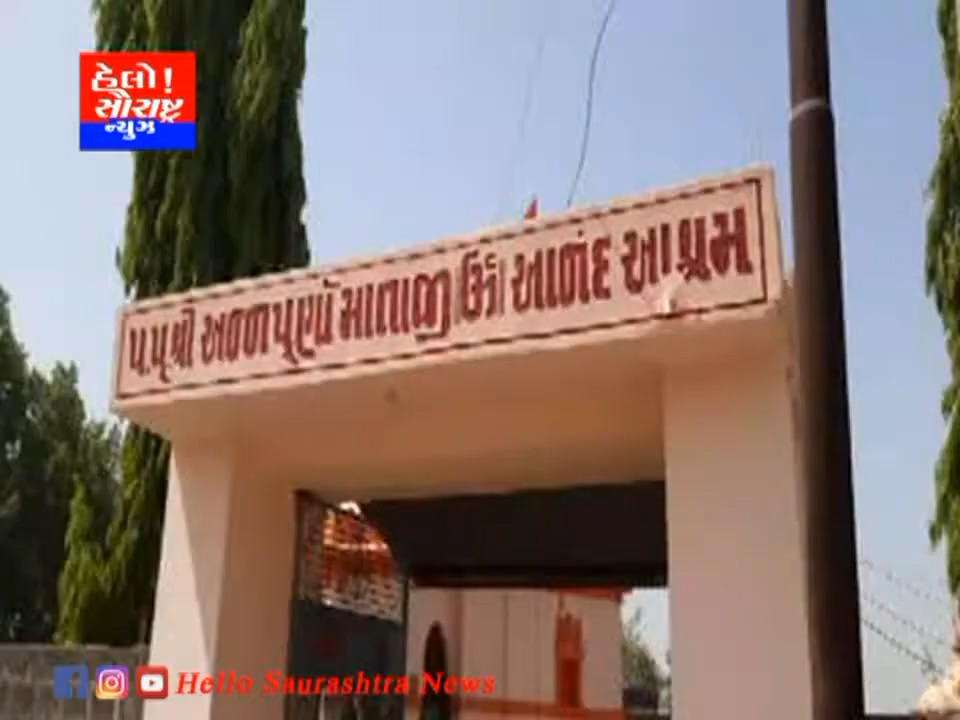 હેલો!
સૌરાષ્ટ્ર
ન્યુઝ
પ.પૂ.શ્રી અન્નપૂર્ણા માતાજી આનંદ આશ્રમ
Hello Saurashtra News